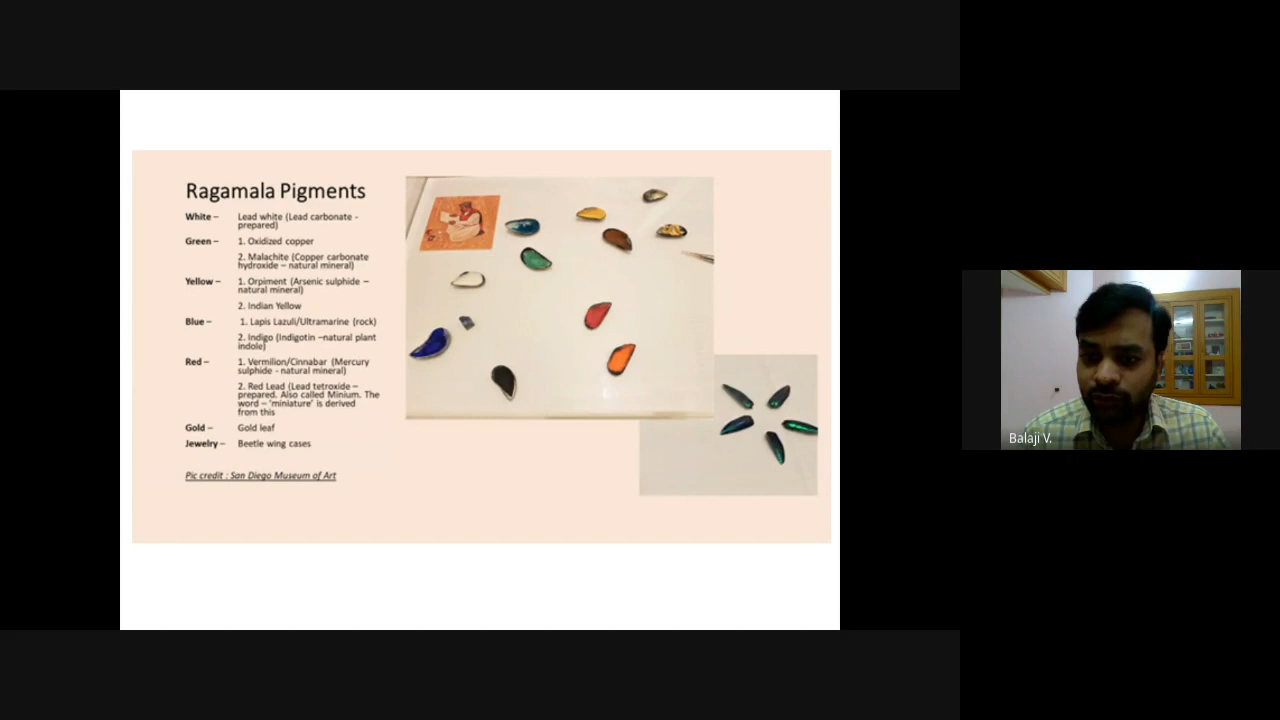 Ragamala Pigments
White – Lead white (Lead carbonate -
prepared)
Green – 1. Oxidized copper
2. Malachite (Copper carbonate
hydroxide – natural mineral)
Yellow – 1. Orpiment (Arsenic sulphide –
natural mineral)
2. Indian Yellow
Blue – 1. Lapis Lazuli/Ultramarine (rock)
2. Indigo (Indigotin –natural plant
indole)
Red – 1. Vermilion/Cinnabar (Mercury
sulphide - natural mineral)
2. Red Lead (Lead tetroxide –
prepared. Also called Minium. The
word – ‘miniature’ is derived
from this
Gold – Gold leaf
Jewelry – Beetle wing cases
Pic credit : San Diego Museum of Art
Balaji V.